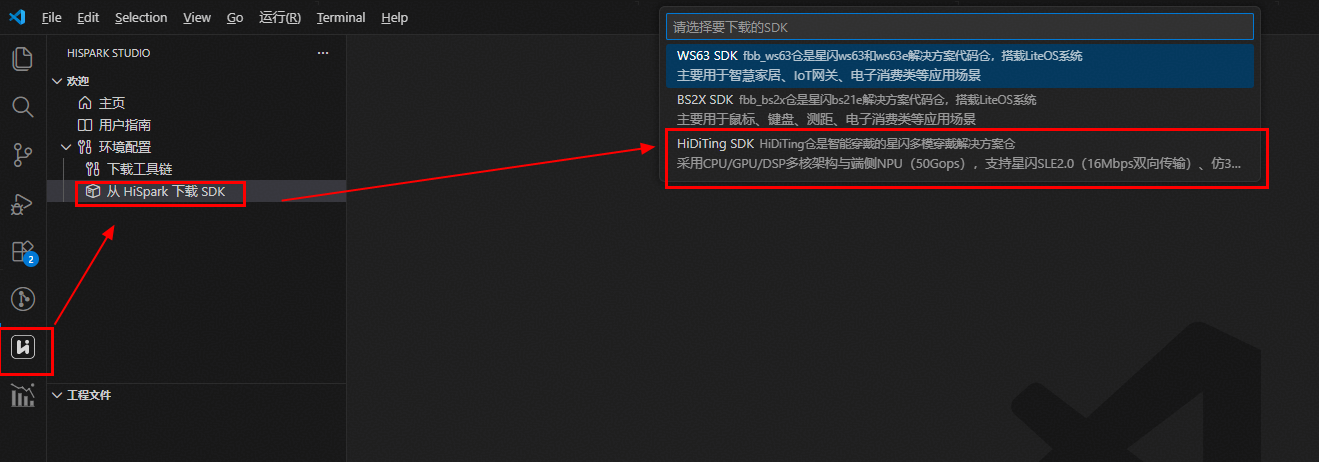 File Edit Selection View Go 运行(R) Terminal Help
HISPARK STUDIO ...
欢迎
主页
用户指南
环境配置
下载工具链
从 HiSpark 下载 SDK
2
工程文件
请选择要下载的SDK
WS63 SDK fbb_ws63仓是星闪ws63和ws63e解决方案代码仓，搭载LiteOS系统
主要用于智慧家居、IoT网关、电子消费类等应用场景
BS2X SDK fbb_bs2x仓是星闪bs21e解决方案代码仓，搭载LiteOS系统
主要用于鼠标、键盘、测距、电子消费类等应用场景
HiDiTing SDK HiDiTing仓是智能穿戴的星闪多模穿戴解决方案仓
采用CPU/GPU/DSP多核架构与端侧NPU（50Gops），支持星闪SLE2.0（16Mbps双向传输）、仿3...